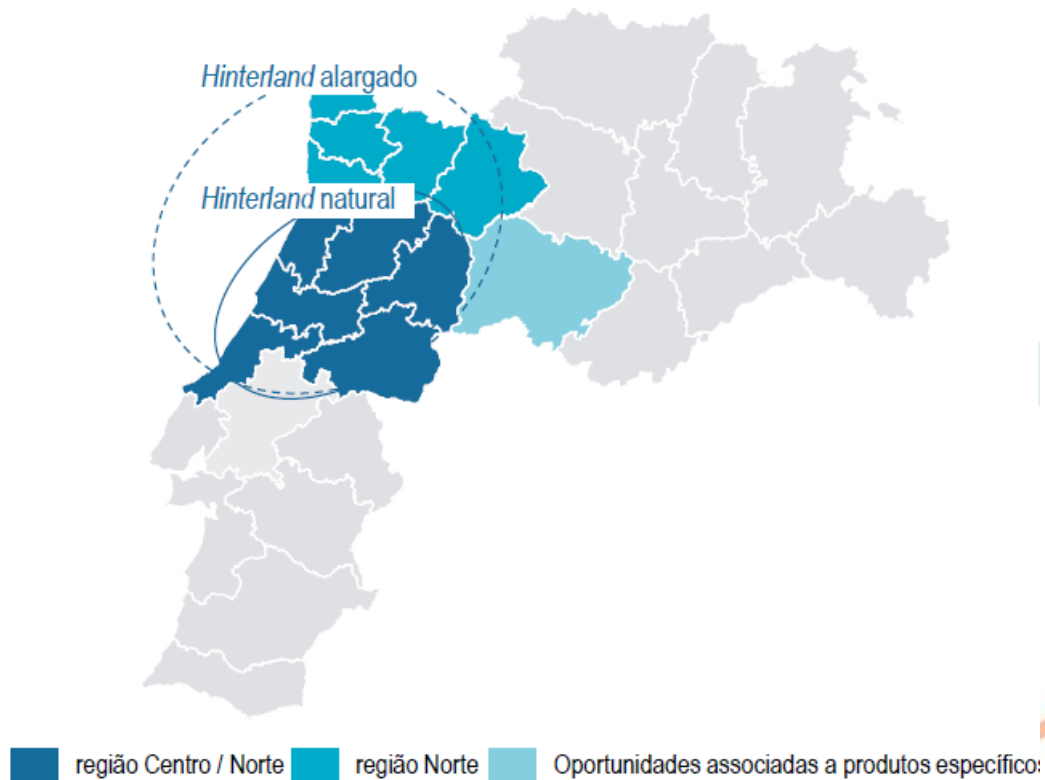 Hinterland alargado
Hinterland natural
região Centro / Norte
região Norte
Oportunidades associadas a produtos específicos